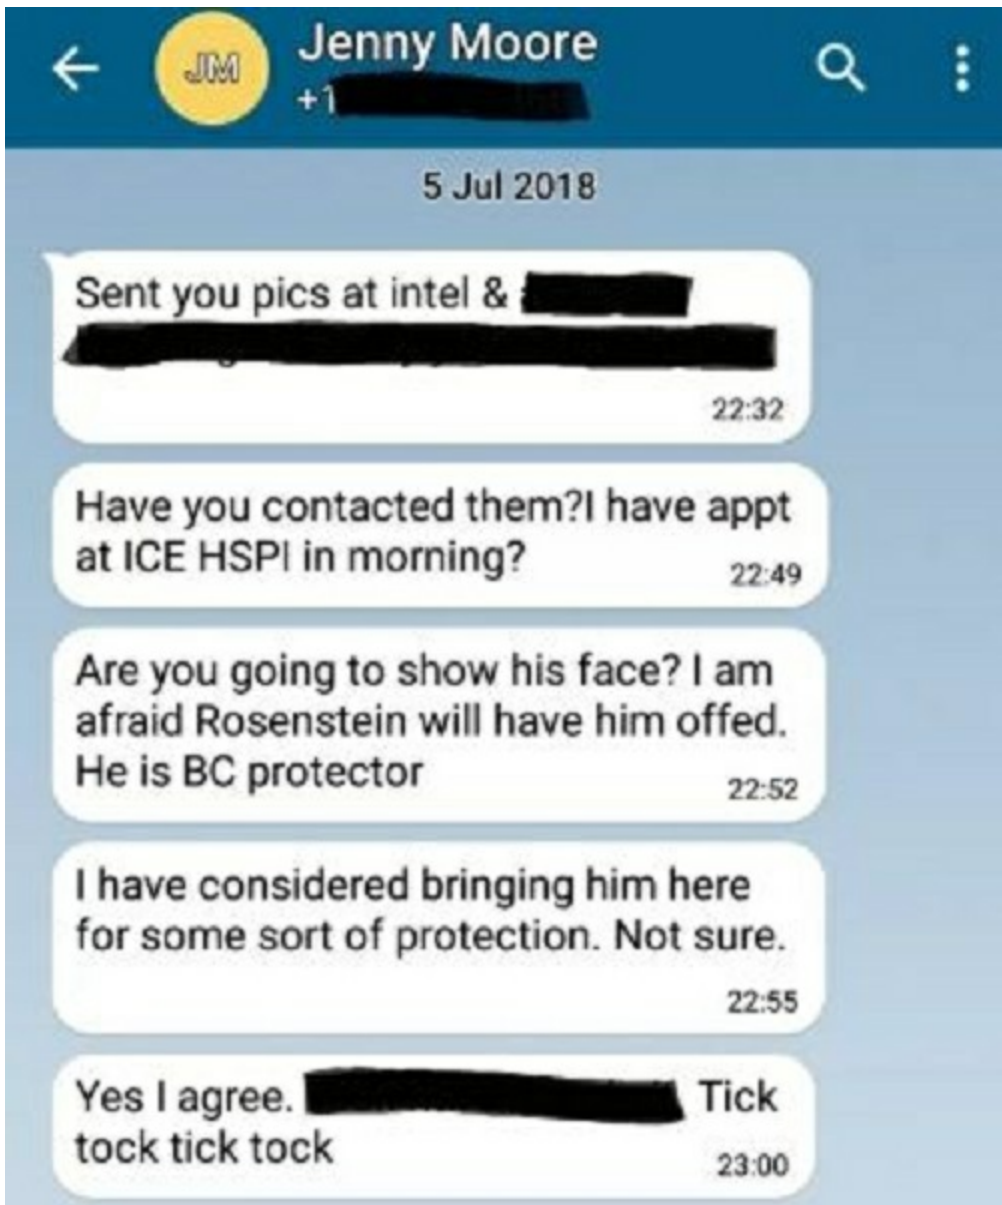 JM
Jenny Moore
+1
5 Jul 2018
Sent you pics at intel &
22:32
Have you contacted them?I have appt
at ICE HSPI in morning?
22:49
Are you going to show his face? I am
afraid Rosenstein will have him offed.
He is BC protector
22:52
I have considered bringing him here
for some sort of protection. Not sure.
22:55
Yes I agree. Tick
tock tick tock
23:00